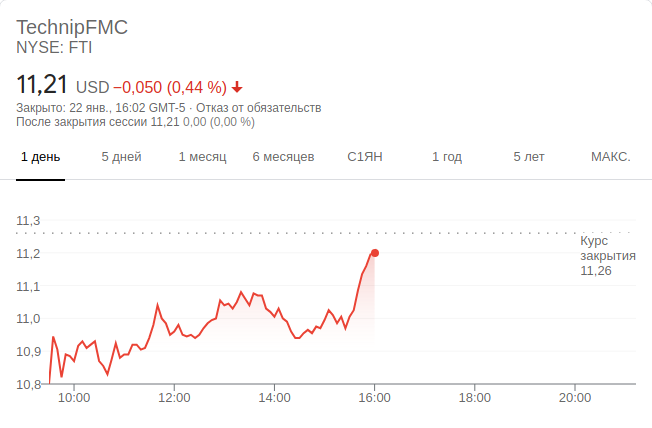 TechnipFMC
NYSE: FTI
11,21 USD −0,050 (0,44 %)
Закрыто: 22 янв., 16:02 GMT-5 · Отказ от обязательств
После закрытия сессии 11,21 0,00 (0,00 %)
1 день 5 дней 1 месяц 6 месяцев С1ЯН 1 год 5 лет МАКС.
11,3
Курс
закрытия
11,26
11,2
11,1
11,0
10,9
10,8
10:00 12:00 14:00 16:00 18:00 20:00